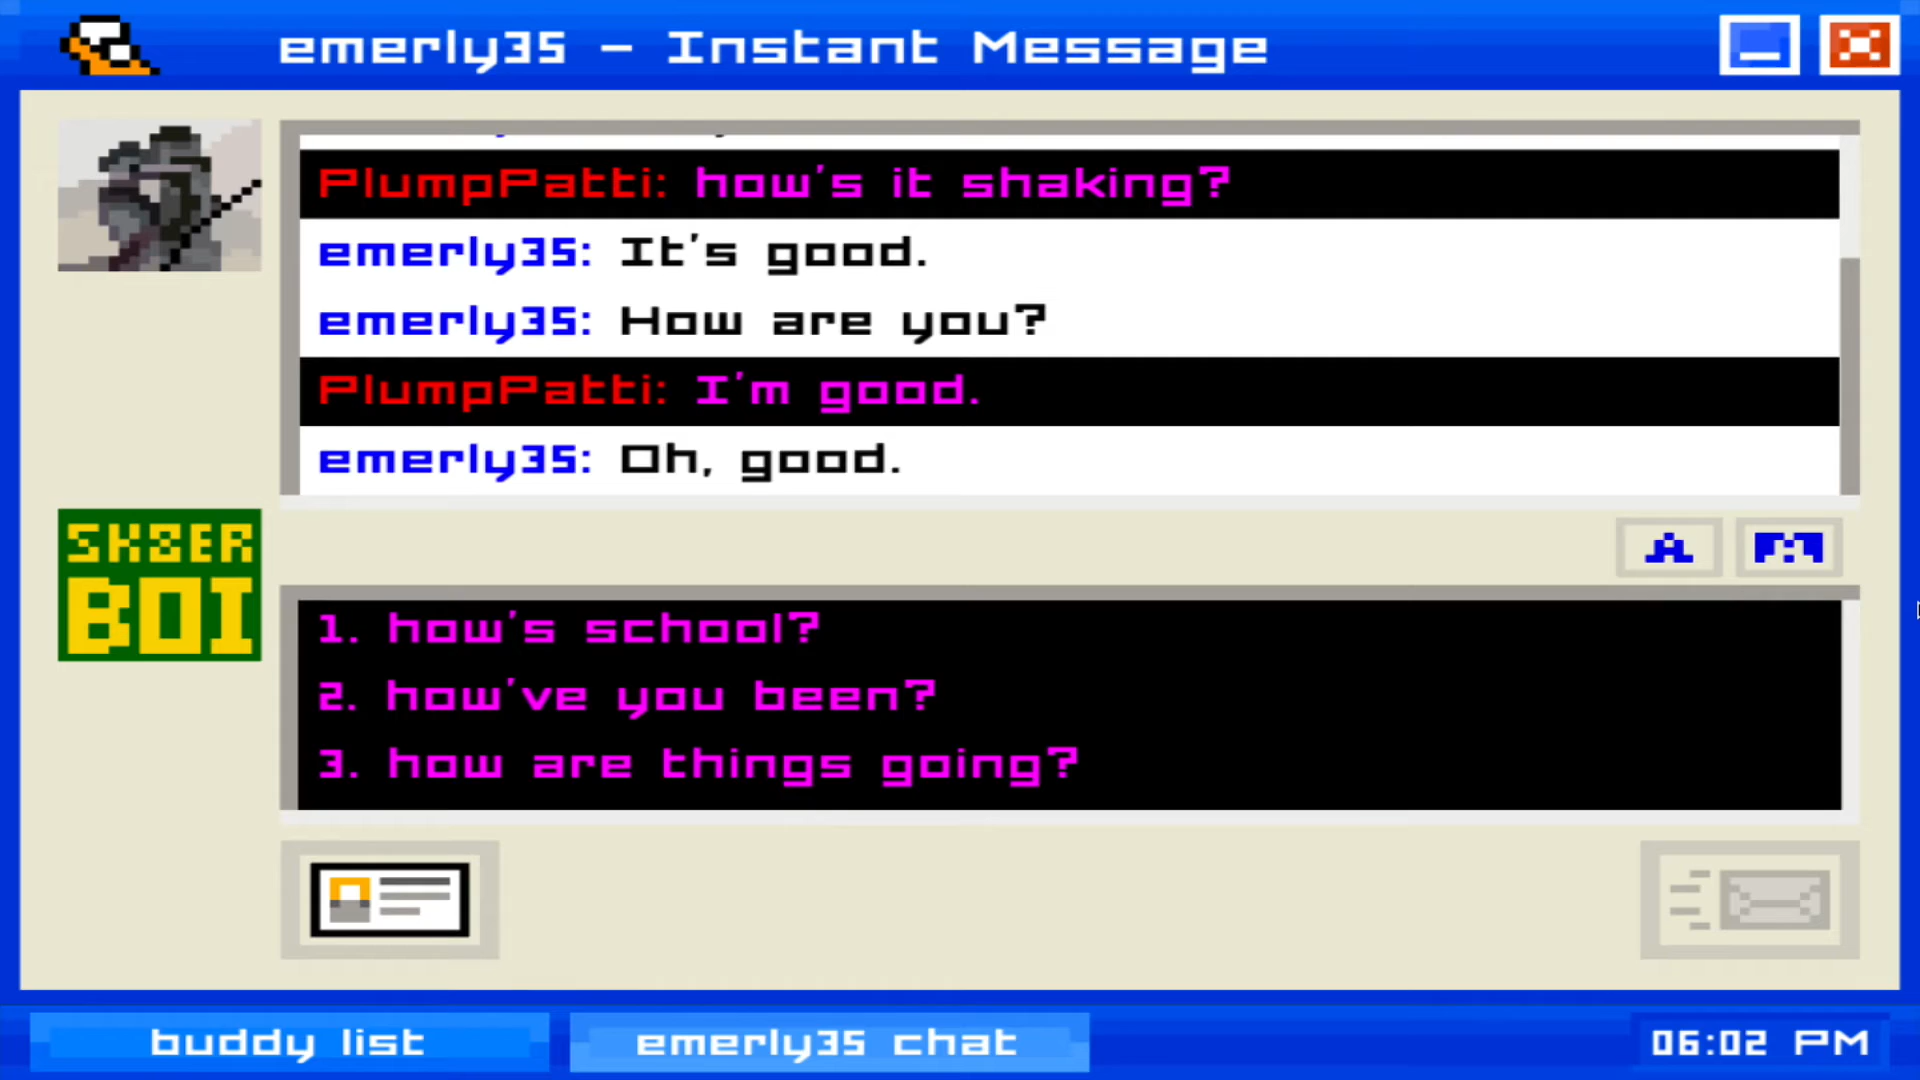 emerly35 - Instant Message
PlumpPatti: how's it shaking?
emerly35: It's good.
emerly35: How are you?
PlumpPatti: I'm good.
emerly35: Oh, good.
SK8ER
BOI
A
1. how's school?
2. how've you been?
3. how are things going?
buddy list
emerly35 chat
06:02 PM